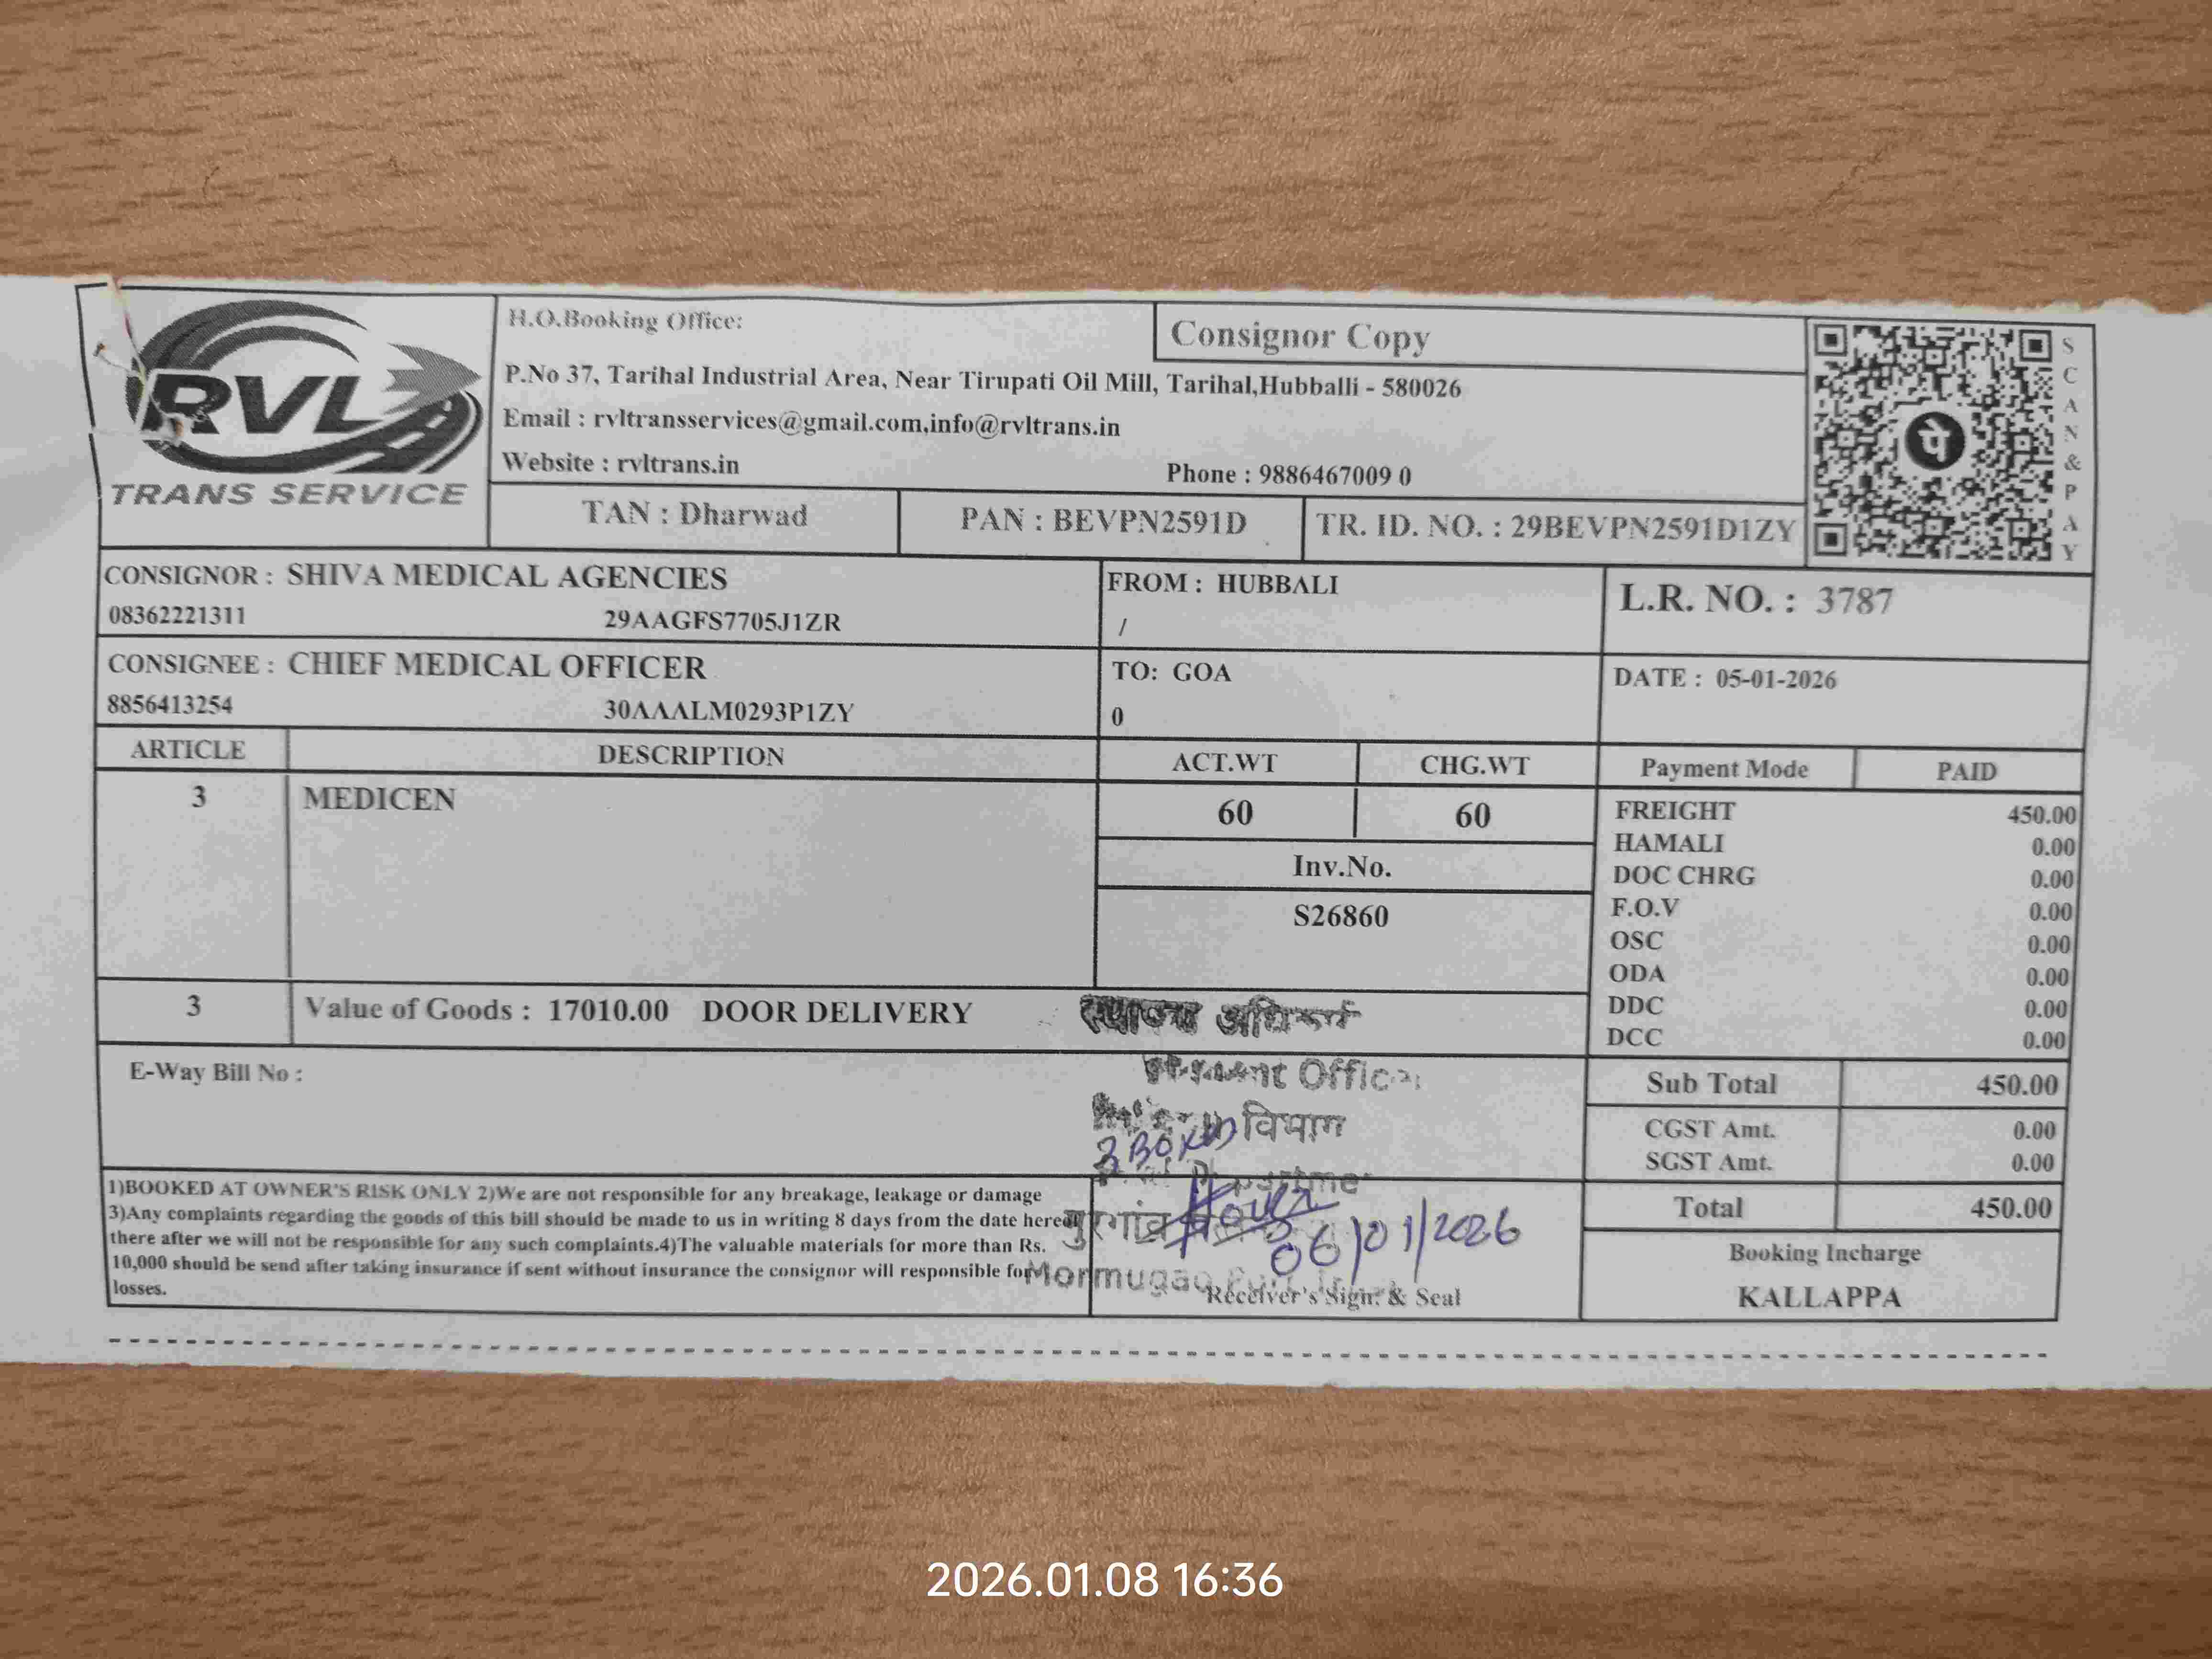 RVL
TRANS SERVICE
H.O.Booking Office:
Consignor Copy
P.No 37, Tarihal Industrial Area, Near Tirupati Oil Mill, Tarihal,Hubballi - 580026
Email : rvltransservices@gmail.com,info@rvltrans.in
Website : rvltrans.in Phone : 9886467009 0
TAN : Dharwad PAN : BEVPN2591D TR. ID. NO. : 29BEVPN2591D1ZY
SCAN & PAY
पे
CONSIGNOR : SHIVA MEDICAL AGENCIES
08362221311 29AAGFS7705J1ZR
FROM : HUBBALI
/
L.R. NO. : 3787
CONSIGNEE : CHIEF MEDICAL OFFICER
8856413254 30AAALM0293P1ZY
TO: GOA
0
DATE : 05-01-2026
ARTICLE DESCRIPTION ACT.WT CHG.WT Payment Mode PAID
3 MEDICEN 60 60
Inv.No.
S26860
FREIGHT 450.00
HAMALI 0.00
DOC CHRG 0.00
F.O.V 0.00
OSC 0.00
ODA 0.00
DDC 0.00
DCC 0.00
3 Value of Goods : 17010.00 DOOR DELIVERY
E-Way Bill No :
विभाग
3 Boxes
06/01/2026
Mormugao
Receiver's Sign: & Seal
Sub Total 450.00
CGST Amt. 0.00
SGST Amt. 0.00
Total 450.00
Booking Incharge
KALLAPPA
1)BOOKED AT OWNER'S RISK ONLY 2)We are not responsible for any breakage, leakage or damage
3)Any complaints regarding the goods of this bill should be made to us in writing 8 days from the date hereof
there after we will not be responsible for any such complaints.4)The valuable materials for more than Rs.
10,000 should be send after taking insurance if sent without insurance the consignor will responsible for
losses.
2026.01.08 16:36